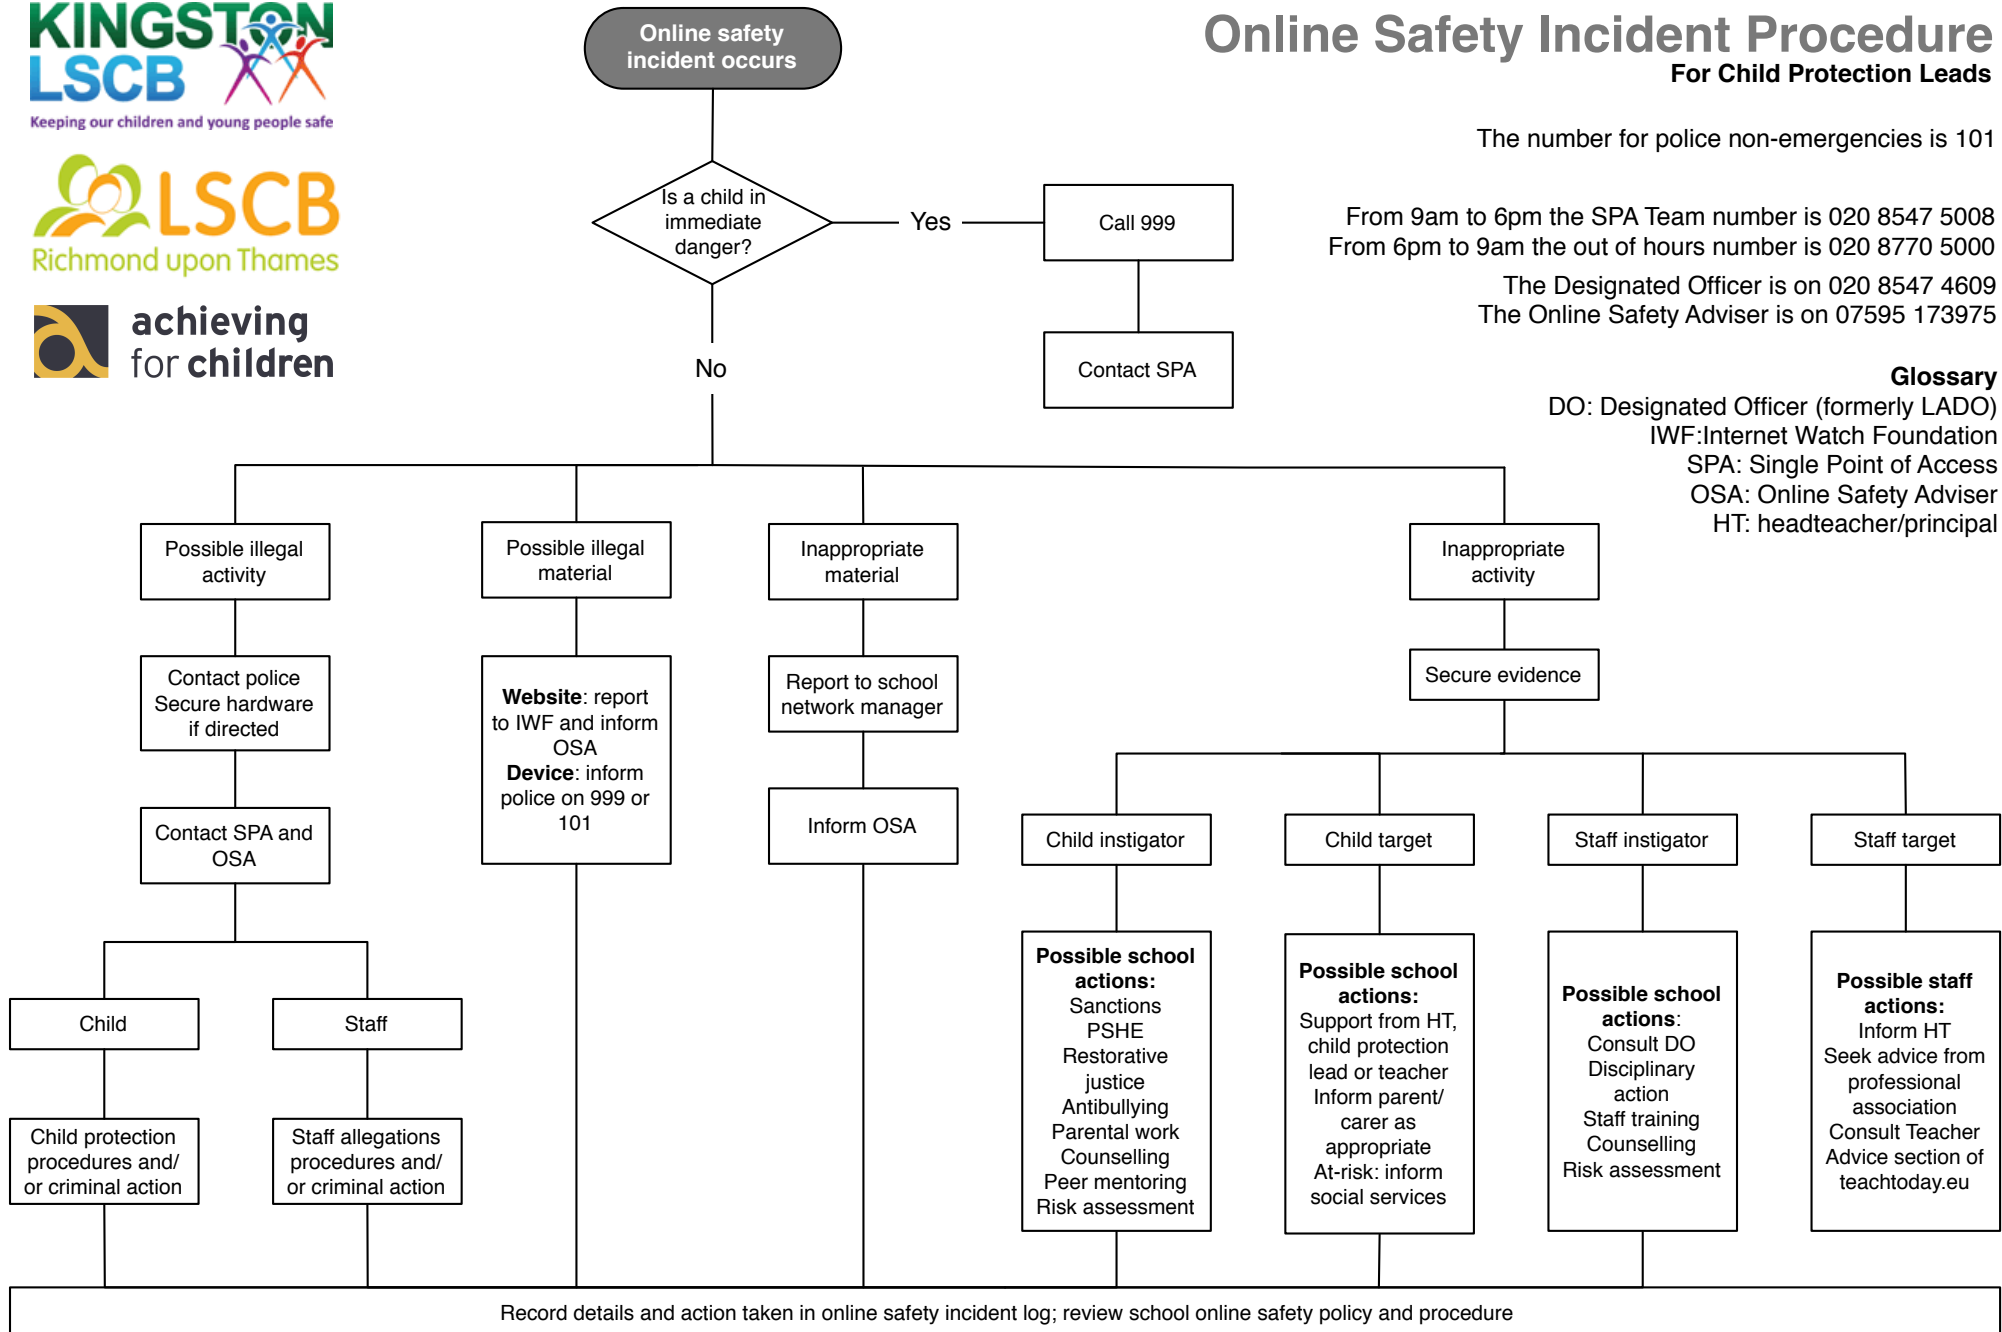 KINGSTON
LSCB
Keeping our children and young people safe
LSCB
Richmond upon Thames
achieving
for children
Online Safety Incident Procedure
For Child Protection Leads
The number for police non-emergencies is 101
From 9am to 6pm the SPA Team number is 020 8547 5008
From 6pm to 9am the out of hours number is 020 8770 5000
The Designated Officer is on 020 8547 4609
The Online Safety Adviser is on 07595 173975
Glossary
DO: Designated Officer (formerly LADO)
IWF:Internet Watch Foundation
SPA: Single Point of Access
OSA: Online Safety Adviser
HT: headteacher/principal
Online safety
incident occurs
Is a child in
immediate
danger?
Yes
Call 999
Contact SPA
No
Possible illegal
activity
Contact police
Secure hardware
if directed
Contact SPA and
OSA
Child
Child protection
procedures and/
or criminal action
Staff
Staff allegations
procedures and/
or criminal action
Possible illegal
material
Website: report
to IWF and inform
OSA
Device: inform
police on 999 or
101
Inappropriate
material
Report to school
network manager
Inform OSA
Inappropriate
activity
Secure evidence
Child instigator
Possible school
actions:
Sanctions
PSHE
Restorative
justice
Antibullying
Parental work
Counselling
Peer mentoring
Risk assessment
Child target
Possible school
actions:
Support from HT,
child protection
lead or teacher
Inform parent/
carer as
appropriate
At-risk: inform
social services
Staff instigator
Possible school
actions:
Consult DO
Disciplinary
action
Staff training
Counselling
Risk assessment
Staff target
Possible staff
actions:
Inform HT
Seek advice from
professional
association
Consult Teacher
Advice section of
teachtoday.eu
Record details and action taken in online safety incident log; review school online safety policy and procedure